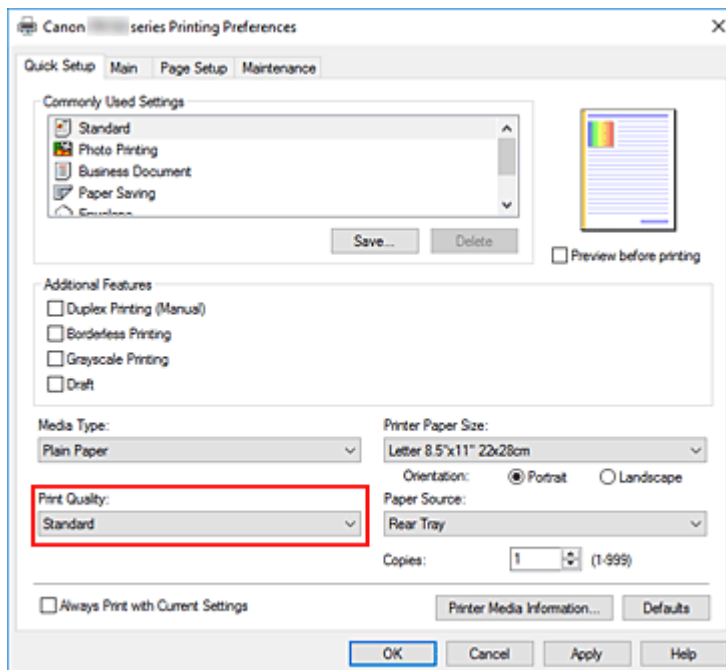 Canon series Printing Preferences
Quick Setup Main Page Setup Maintenance
Commonly Used Settings
Standard
Photo Printing
Business Document
Paper Saving
Envelope
Save... Delete
Preview before printing
Additional Features
Duplex Printing (Manual)
Borderless Printing
Grayscale Printing
Draft
Media Type:
Plain Paper
Printer Paper Size:
Letter 8.5"x11" 22x28cm
Orientation: Portrait Landscape
Print Quality:
Standard
Paper Source:
Rear Tray
Copies: 1 (1-999)
Always Print with Current Settings
Printer Media Information... Defaults
OK Cancel Apply Help